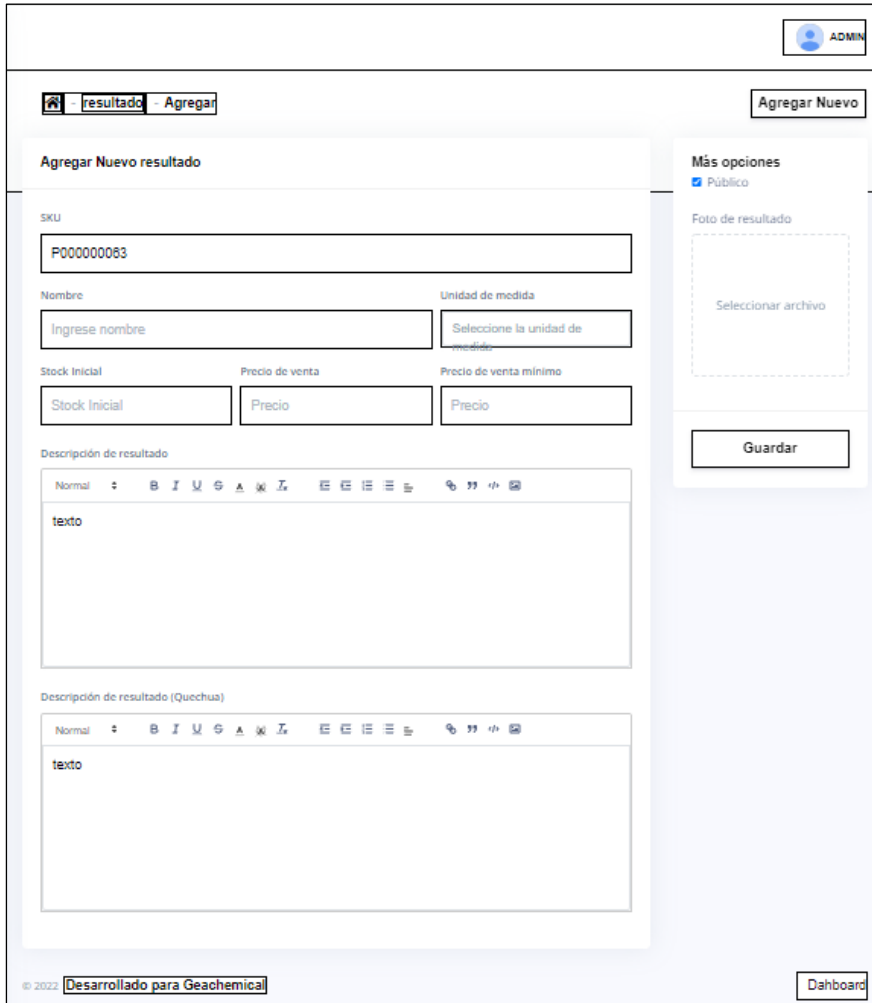 ADMIN
- resultado - Agregar
Agregar Nuevo
Agregar Nuevo resultado
Más opciones
Público
SKU
P000000063
Foto de resultado
Seleccionar archivo
Nombre
Unidad de medida
Ingrese nombre
Seleccione la unidad de
medida
Stock Inicial
Precio de venta
Precio de venta mínimo
Stock Inicial
Precio
Precio
Guardar
Descripción de resultado
Normal
texto
Descripción de resultado (Quechua)
Normal
texto
© 2022 Desarrollado para Geachemical
Dahboard